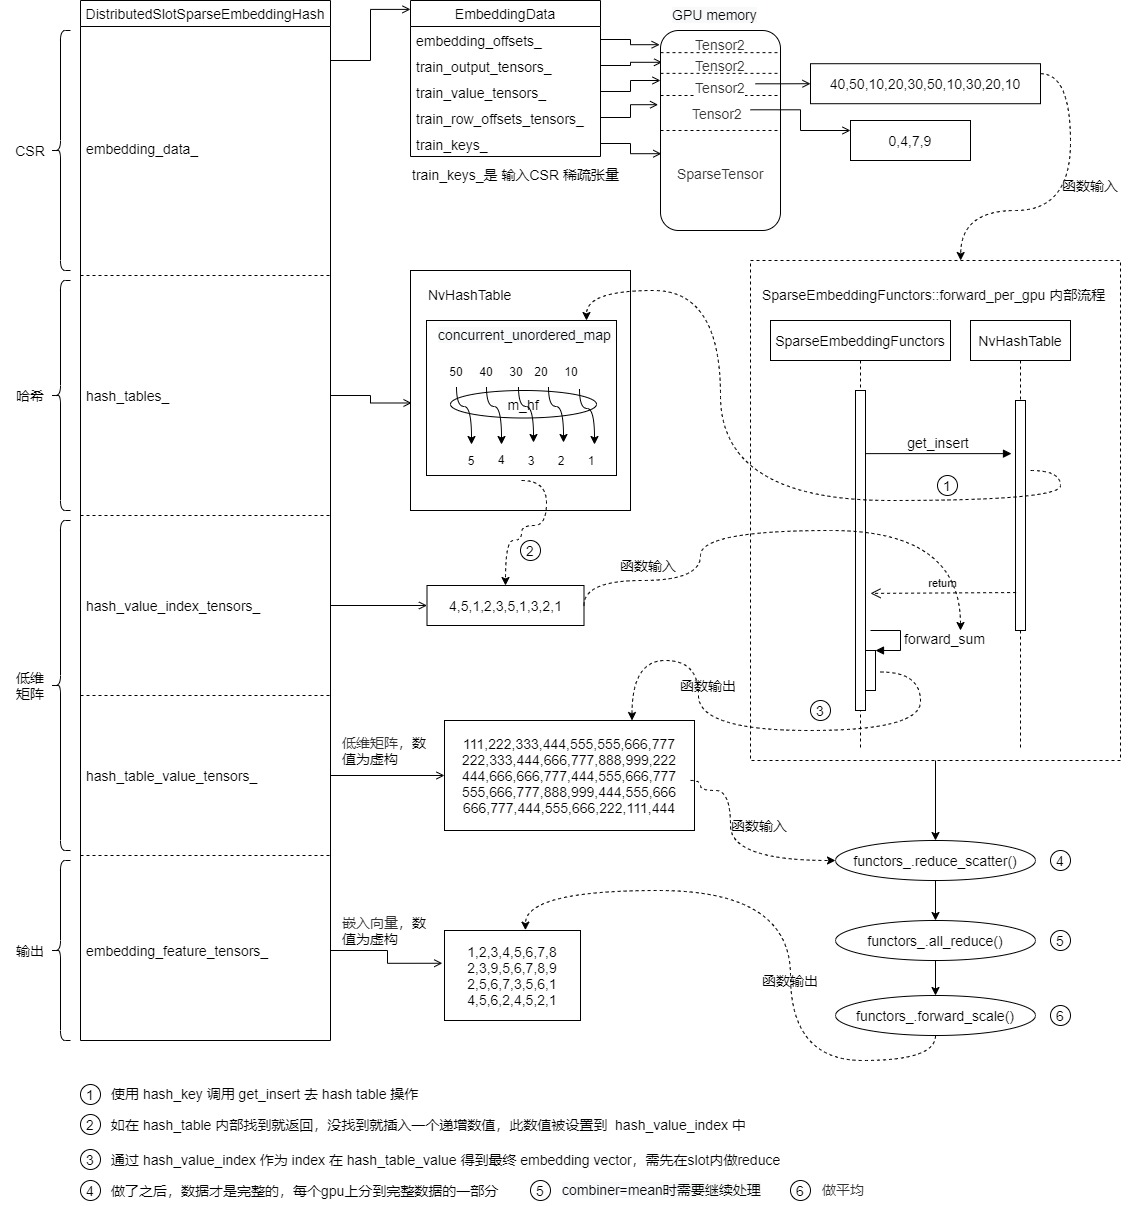 DistributedSlotSparseEmbeddingHash
EmbeddingData
GPU memory
embedding_offsets_
train_output_tensors_
train_value_tensors_
train_row_offsets_tensors_
train_keys_
Tensor2
Tensor2
Tensor2
Tensor2
SparseTensor
40,50,10,20,30,50,10,30,20,10
0,4,7,9
CSR
embedding_data_
train_keys_是 输入CSR 稀疏张量
函数输入
NvHashTable
concurrent_unordered_map
50 40 30 20 10
m_hf
5 4 3 2 1
SparseEmbeddingFunctors::forward_per_gpu 内部流程
SparseEmbeddingFunctors
NvHashTable
get_insert
1
return
forward_sum
哈希
hash_tables_
2
函数输入
hash_value_index_tensors_
4,5,1,2,3,5,1,3,2,1
低维
矩阵
函数输出
3
hash_table_value_tensors_
低维矩阵，数
值为虚构
111,222,333,444,555,555,666,777
222,333,444,666,777,888,999,222
444,666,666,777,444,555,666,777
555,666,777,888,999,444,555,666
666,777,444,555,666,222,111,444
函数输入
functors_.reduce_scatter()
4
输出
embedding_feature_tensors_
嵌入向量，数
值为虚构
1,2,3,4,5,6,7,8
2,3,9,5,6,7,8,9
2,5,6,7,3,5,6,1
4,5,6,2,4,5,2,1
functors_.all_reduce()
5
函数输出
functors_.forward_scale()
6
1 使用 hash_key 调用 get_insert 去 hash table 操作
2 如在 hash_table 内部找到就返回，没找到就插入一个递增数值，此数值被设置到 hash_value_index 中
3 通过 hash_value_index 作为 index 在 hash_table_value 得到最终 embedding vector，需先在slot内做reduce
4 做了之后，数据才是完整的，每个gpu上分到完整数据的一部分 5 combiner=mean时需要继续处理 6 做平均